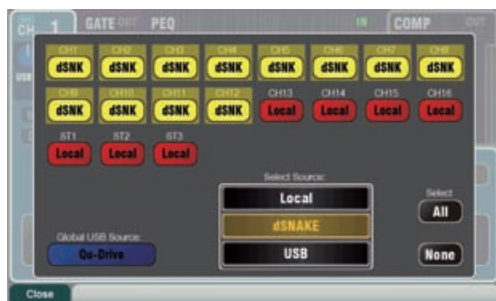 CH 1 GATE OUT PEQ IN COMP OUT
CH1 CH2 CH3 CH4 CH5 CH6 CH7 CH8
dSNK dSNK dSNK dSNK dSNK dSNK dSNK dSNK
CH9 CH10 CH11 CH12 CH13 CH14 CH15 CH16
dSNK dSNK dSNK dSNK Local Local Local Local
ST1 ST2 ST3
Local Local Local
Select Source:
Local
dSNAKE
USB
Select
All
None
Global USB Source:
Qu-Drive
Close